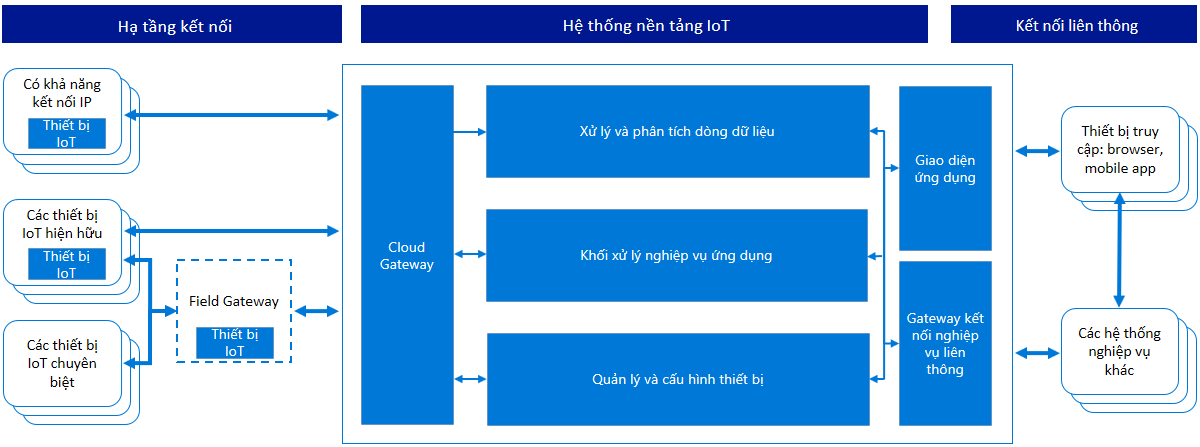 Hạ tầng kết nối
Hệ thống nền tảng IoT
Kết nối liên thông
Có khả năng
kết nối IP
Thiết bị
IoT
Các thiết bị
IoT hiện hữu
Thiết bị
IoT
Các thiết bị
IoT chuyên
biệt
Field Gateway
Thiết bị
IoT
Cloud
Gateway
Xử lý và phân tích dòng dữ liệu
Khối xử lý nghiệp vụ ứng dụng
Quản lý và cấu hình thiết bị
Giao diện
ứng dụng
Gateway kết
nối nghiệp
vụ liên
thông
Thiết bị truy
cập: browser,
mobile app
Các hệ thống
nghiệp vụ
khác